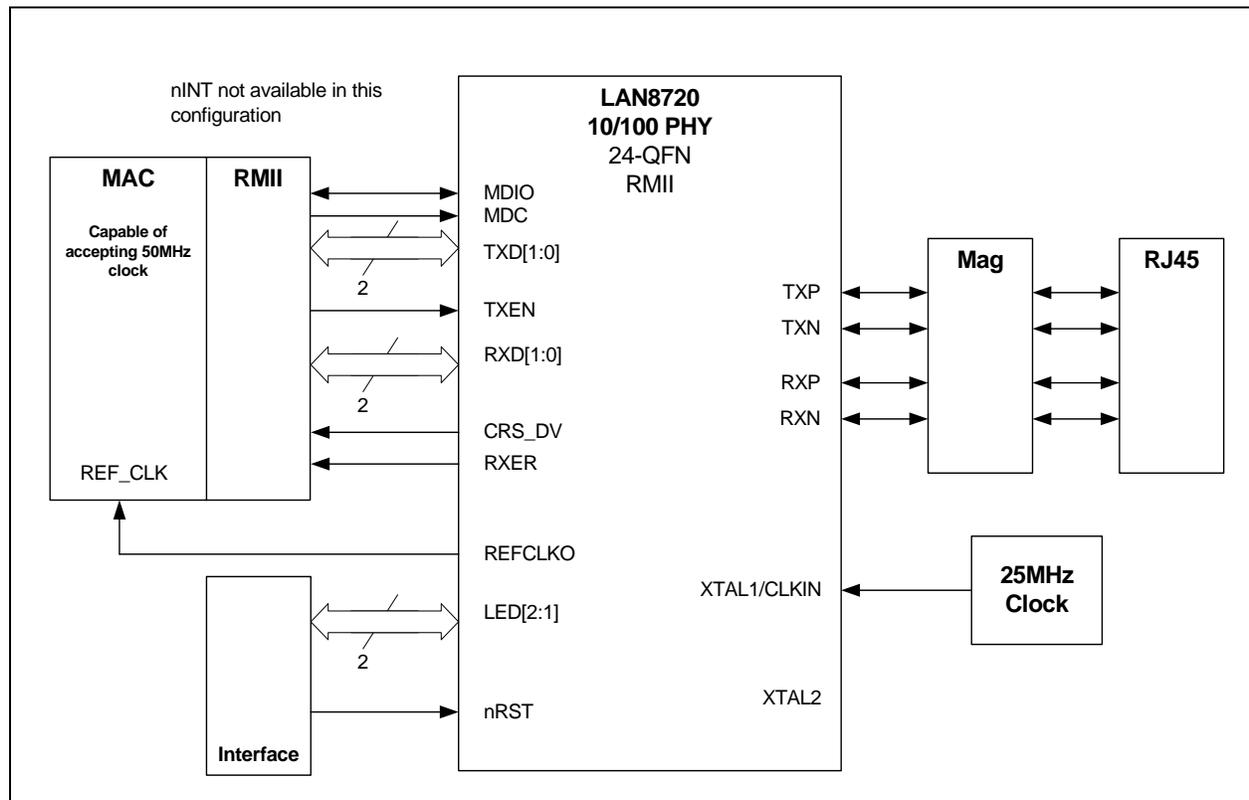 nINT not available in this
configuration
LAN8720
10/100 PHY
24-QFN
RMII
MAC
RMII
Capable of
accepting 50MHz
clock
REF_CLK
MDIO
MDC
TXD[1:0]
2
TXEN
RXD[1:0]
2
CRS_DV
RXER
REFCLKO
LED[2:1]
2
nRST
Interface
TXP
TXN
RXP
RXN
Mag
RJ45
XTAL1/CLKIN
25MHz
Clock
XTAL2